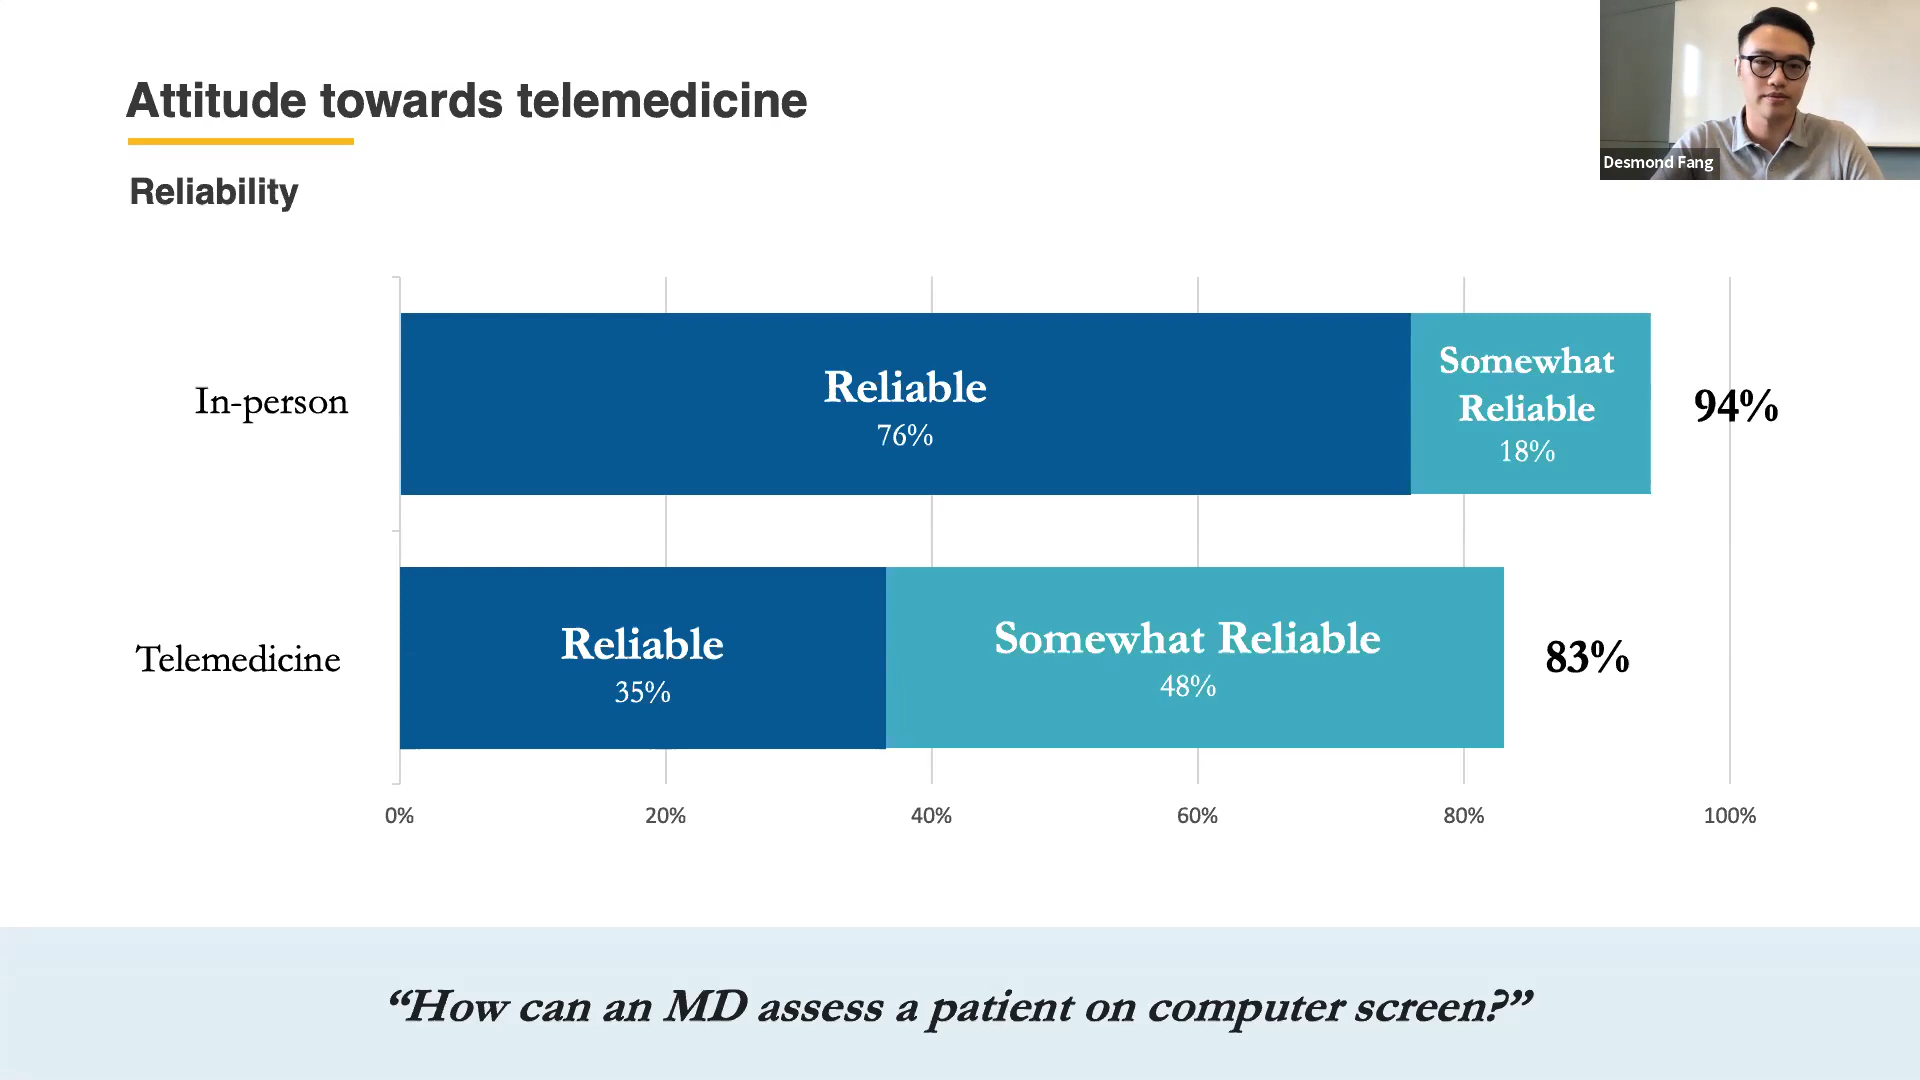 Attitude towards telemedicine
Desmond Fang
Reliability
In-person
Reliable
76%
Somewhat
Reliable
18%
94%
Telemedicine
Reliable
35%
Somewhat Reliable
48%
83%
0%
20%
40%
60%
80%
100%
“How can an MD assess a patient on computer screen?”